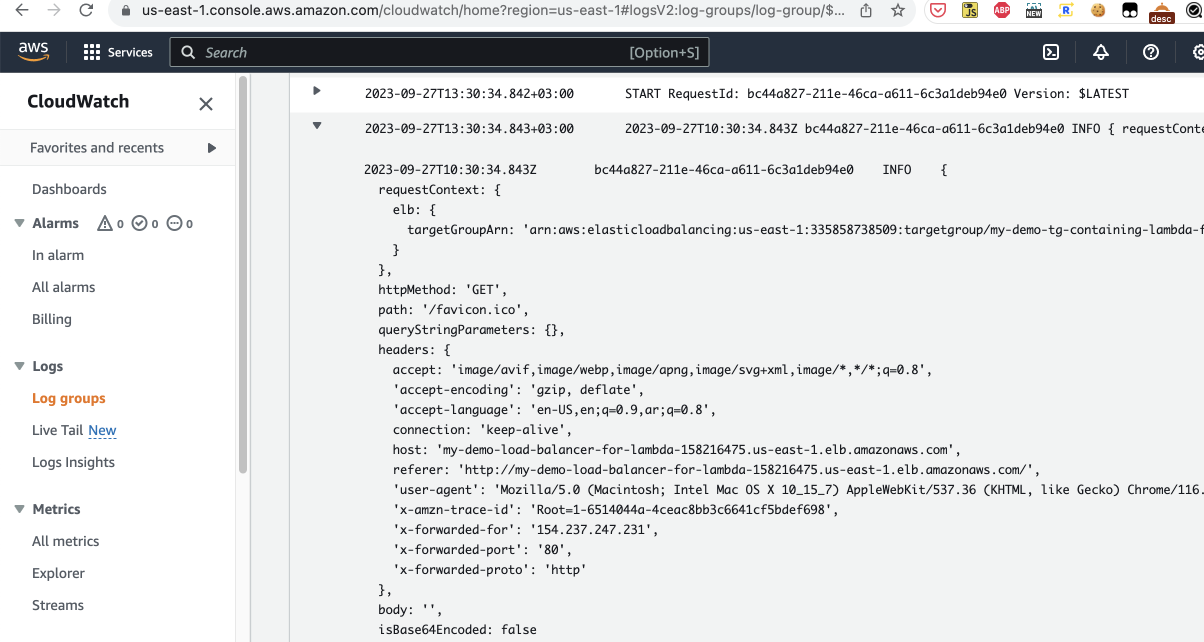 us-east-1.console.aws.amazon.com/cloudwatch/home?region=us-east-1#logsV2:log-groups/log-group/$...
JS
ABP
NEW
R
desc
aws
Services
Search
[Option+S]
CloudWatch
Favorites and recents
Dashboards
Alarms 0 0 0
In alarm
All alarms
Billing
Logs
Log groups
Live Tail New
Logs Insights
Metrics
All metrics
Explorer
Streams
2023-09-27T13:30:34.842+03:00 START RequestId: bc44a827-211e-46ca-a611-6c3a1deb94e0 Version: $LATEST
2023-09-27T13:30:34.843+03:00 2023-09-27T10:30:34.843Z bc44a827-211e-46ca-a611-6c3a1deb94e0 INFO { requestConte
2023-09-27T10:30:34.843Z bc44a827-211e-46ca-a611-6c3a1deb94e0 INFO {
requestContext: {
elb: {
targetGroupArn: 'arn:aws:elasticloadbalancing:us-east-1:335858738509:targetgroup/my-demo-tg-containing-lambda-f
}
},
httpMethod: 'GET',
path: '/favicon.ico',
queryStringParameters: {},
headers: {
accept: 'image/avif,image/webp,image/apng,image/svg+xml,image/*,*/*;q=0.8',
'accept-encoding': 'gzip, deflate',
'accept-language': 'en-US,en;q=0.9,ar;q=0.8',
connection: 'keep-alive',
host: 'my-demo-load-balancer-for-lambda-158216475.us-east-1.elb.amazonaws.com',
referer: 'http://my-demo-load-balancer-for-lambda-158216475.us-east-1.elb.amazonaws.com/',
'user-agent': 'Mozilla/5.0 (Macintosh; Intel Mac OS X 10_15_7) AppleWebKit/537.36 (KHTML, like Gecko) Chrome/116.
'x-amzn-trace-id': 'Root=1-6514044a-4ceac8bb3c6641cf5bdef698',
'x-forwarded-for': '154.237.247.231',
'x-forwarded-port': '80',
'x-forwarded-proto': 'http'
},
body: '',
isBase64Encoded: false